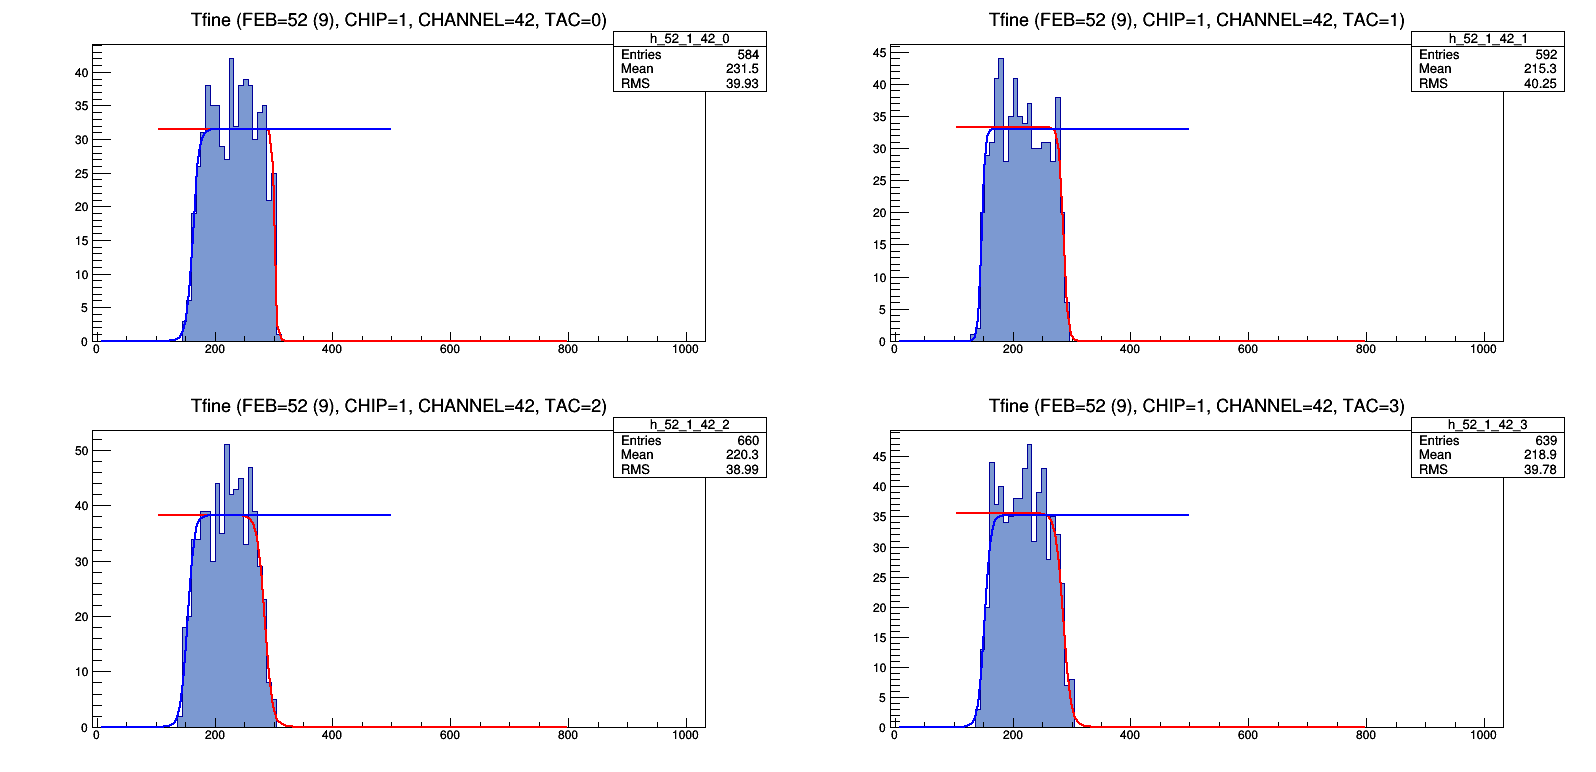 Tfine (FEB=52 (9), CHIP=1, CHANNEL=42, TAC=0)
h_52_1_42_0
Entries 584
Mean 231.5
RMS 39.93
40
35
30
25
20
15
10
5
0
0 200 400 600 800 1000
Tfine (FEB=52 (9), CHIP=1, CHANNEL=42, TAC=1)
h_52_1_42_1
Entries 592
Mean 215.3
RMS 40.25
45
40
35
30
25
20
15
10
5
0
0 200 400 600 800 1000
Tfine (FEB=52 (9), CHIP=1, CHANNEL=42, TAC=2)
h_52_1_42_2
Entries 660
Mean 220.3
RMS 38.99
50
40
30
20
10
0
0 200 400 600 800 1000
Tfine (FEB=52 (9), CHIP=1, CHANNEL=42, TAC=3)
h_52_1_42_3
Entries 639
Mean 218.9
RMS 39.78
45
40
35
30
25
20
15
10
5
0
0 200 400 600 800 1000